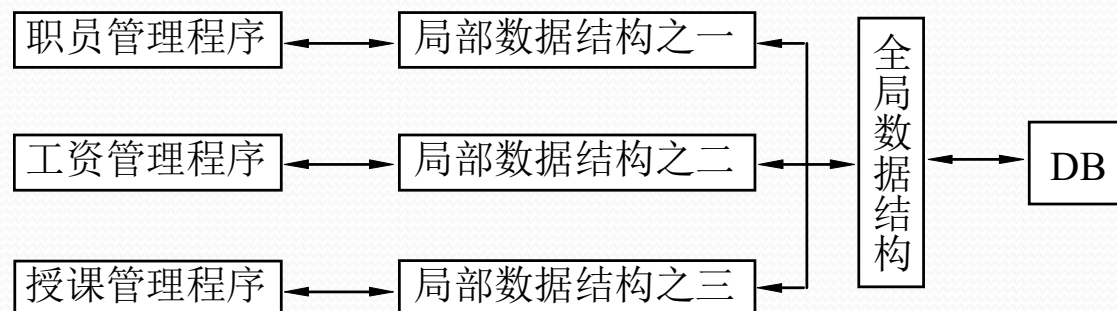 职员管理程序
局部数据结构之一
工资管理程序
局部数据结构之二
授课管理程序
局部数据结构之三
全局数据结构
DB